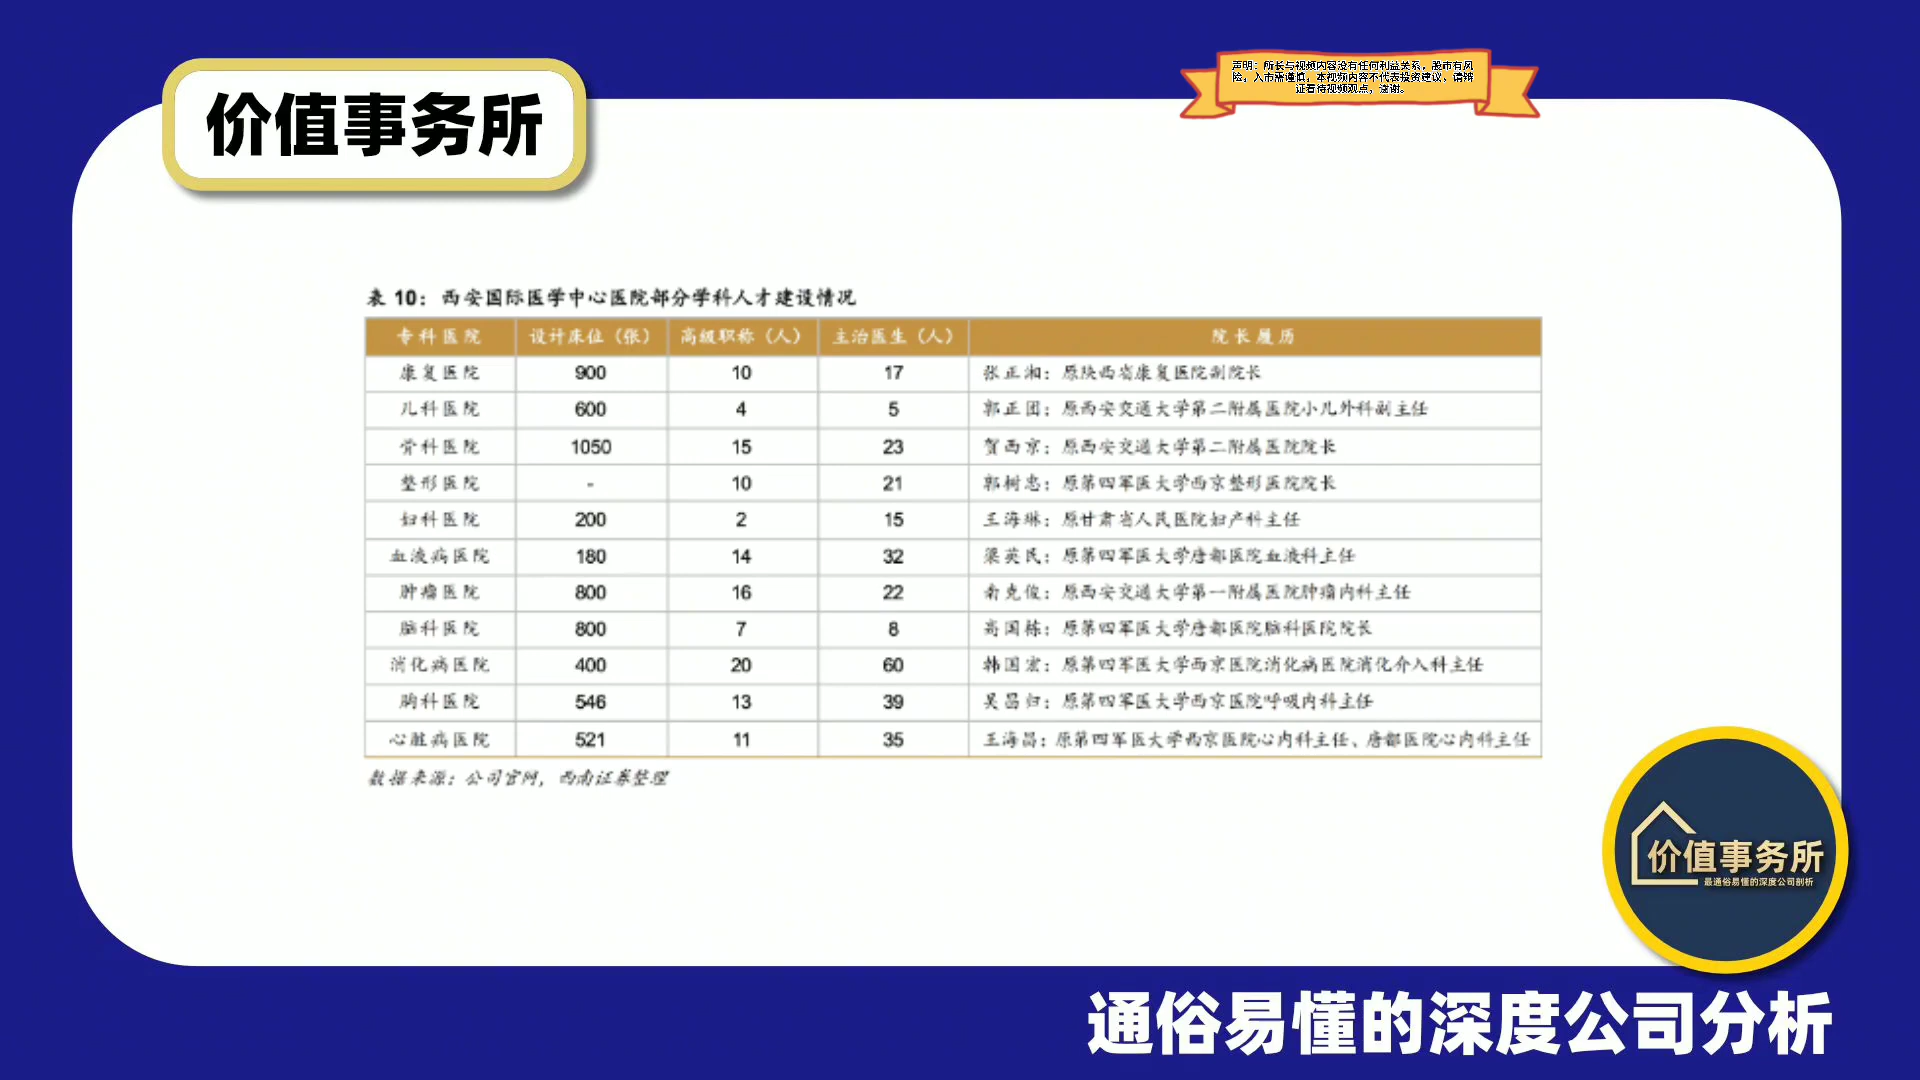 价值事务所
声明：所长与视频内容没有任何利益关系，股市有风
险，入市需谨慎，本视频内容不代表投资建议，请辩
证看待视频观点，谢谢。
表 10：西安国际医学中心医院部分学科人才建设情况
专科医院 设计床位（张） 高级职称（人） 主治医生（人） 院长履历
康复医院 900 10 17 张正湘：原陕西省康复医院副院长
儿科医院 600 4 5 郭正团：原西安交通大学第二附属医院小儿外科副主任
骨科医院 1050 15 23 贺西京：原西安交通大学第二附属医院院长
整形医院 - 10 21 郭树忠：原第四军医大学西京整形医院院长
妇科医院 200 2 15 王海琳：原甘肃省人民医院妇产科主任
血液病医院 180 14 32 梁英民：原第四军医大学唐都医院血液科主任
肿瘤医院 800 16 22 南克俊：原西安交通大学第一附属医院肿瘤内科主任
脑科医院 800 7 8 高国栋：原第四军医大学唐都医院脑科医院院长
消化病医院 400 20 60 韩国宏：原第四军医大学西京医院消化病医院消化介入科主任
胸科医院 546 13 39 吴昌归：原第四军医大学西京医院呼吸内科主任
心脏病医院 521 11 35 王海昌：原第四军医大学西京医院心内科主任、唐都医院心内科主任
数据来源：公司官网，西南证券整理
价值事务所
最通俗易懂的深度公司剖析
通俗易懂的深度公司分析